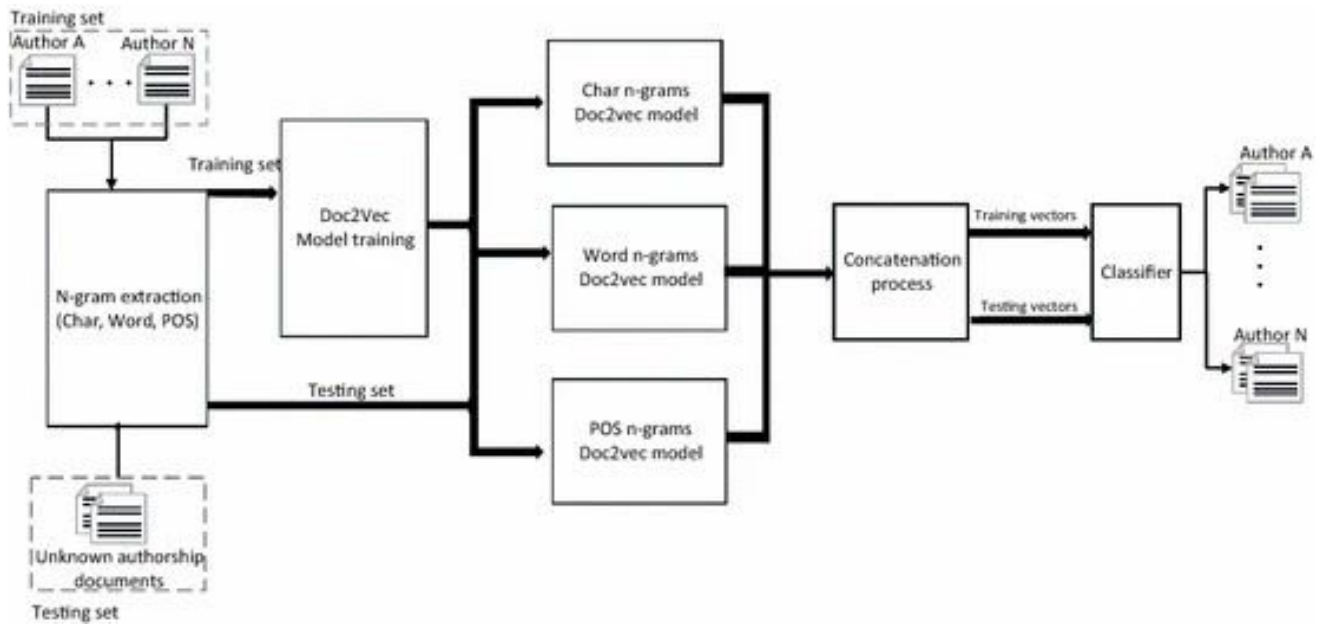 Training set
Author A
Author N
Training set
Doc2Vec
Model training
N-gram extraction
(Char, Word, POS)
Testing set
Unknown authorship
documents
Testing set
Char n-grams
Doc2vec model
Word n-grams
Doc2vec model
POS n-grams
Doc2vec model
Concatenation
process
Training vectors
Testing vectors
Classifier
Author A
Author N